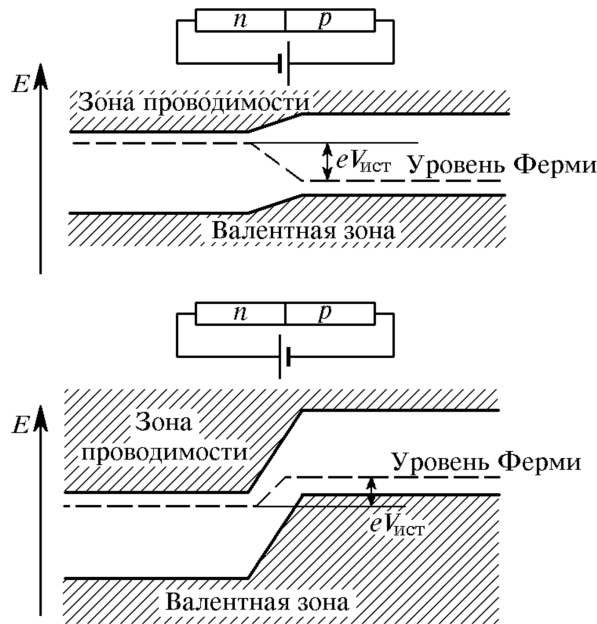 n p
E
Зона проводимости
eVист
Уровень Ферми
Валентная зона
n p
E
Зона
проводимости
Уровень Ферми
eVист
Валентная зона